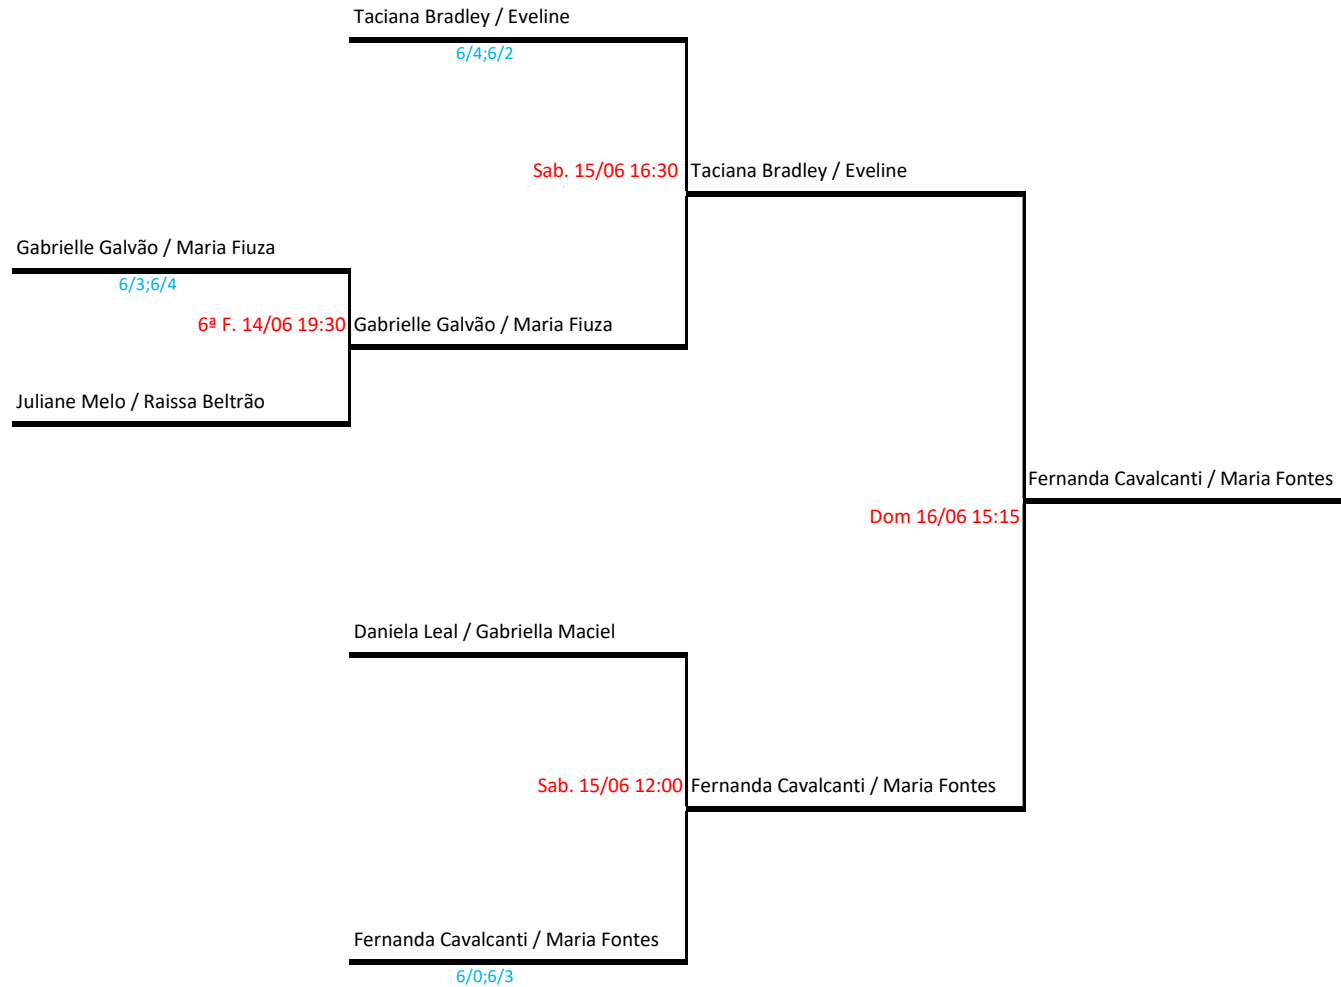 Taciana Bradley / Eveline
6/4;6/2
Sab. 15/06 16:30
Taciana Bradley / Eveline
Gabrielle Galvão / Maria Fiuza
6/3;6/4
6ª F. 14/06 19:30
Gabrielle Galvão / Maria Fiuza
Juliane Melo / Raissa Beltrão
Fernanda Cavalcanti / Maria Fontes
Dom 16/06 15:15
Daniela Leal / Gabriella Maciel
Sab. 15/06 12:00
Fernanda Cavalcanti / Maria Fontes
Fernanda Cavalcanti / Maria Fontes
6/0;6/3